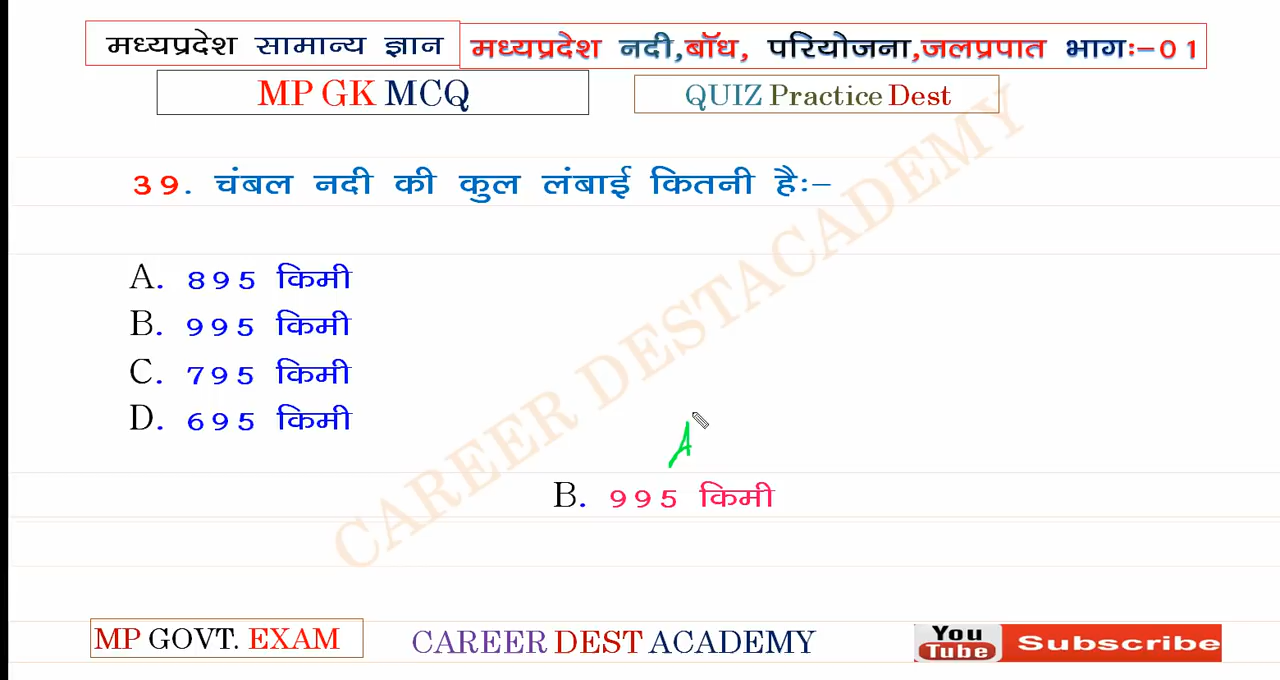 मध्यप्रदेश सामान्य ज्ञान
मध्यप्रदेश नदी,बॉध, परियोजना,जलप्रपात भागः-01
MP GK MCQ
QUIZ Practice Dest
39. चंबल नदी की कुल लंबाई कितनी हैः-
A. 895 किमी
B. 995 किमी
C. 795 किमी
D. 695 किमी
A
B. 995 किमी
CAREER DESTACADEMY
MP GOVT. EXAM
CAREER DEST ACADEMY
You Tube Subscribe